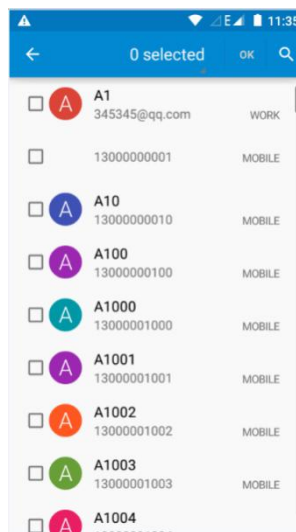 E 11:35
0 selected OK
A A1
345345@qq.com WORK
13000000001 MOBILE
A A10
13000000010 MOBILE
A A100
13000000100 MOBILE
A A1000
13000001000 MOBILE
A A1001
13000001001 MOBILE
A A1002
13000001002 MOBILE
A A1003
13000001003 MOBILE
A A1004